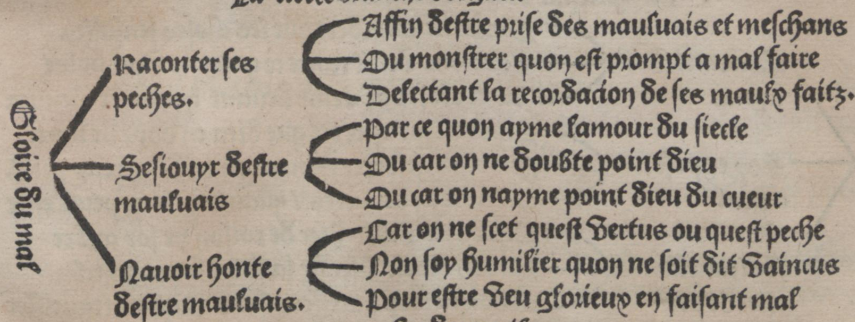 Gloire du mal
Raconter ses
peches.
Affin destre prise des mauluais et meschans
Ou monstrer quon est prompt a mal faire
Delectant la recordacion de ses maulx faitz.
Sesiouyr destre
mauluais
Par ce quon ayme lamour du siecle
Ou car on ne doubte point dieu
Ou car on nayme point dieu du cueur
Nauoir honte
destre mauluais.
Car on ne scet quest vertus ou quest peche
Non soy humilier quon ne soit dit vaincus
Pour estre veu glorieux en faisant mal